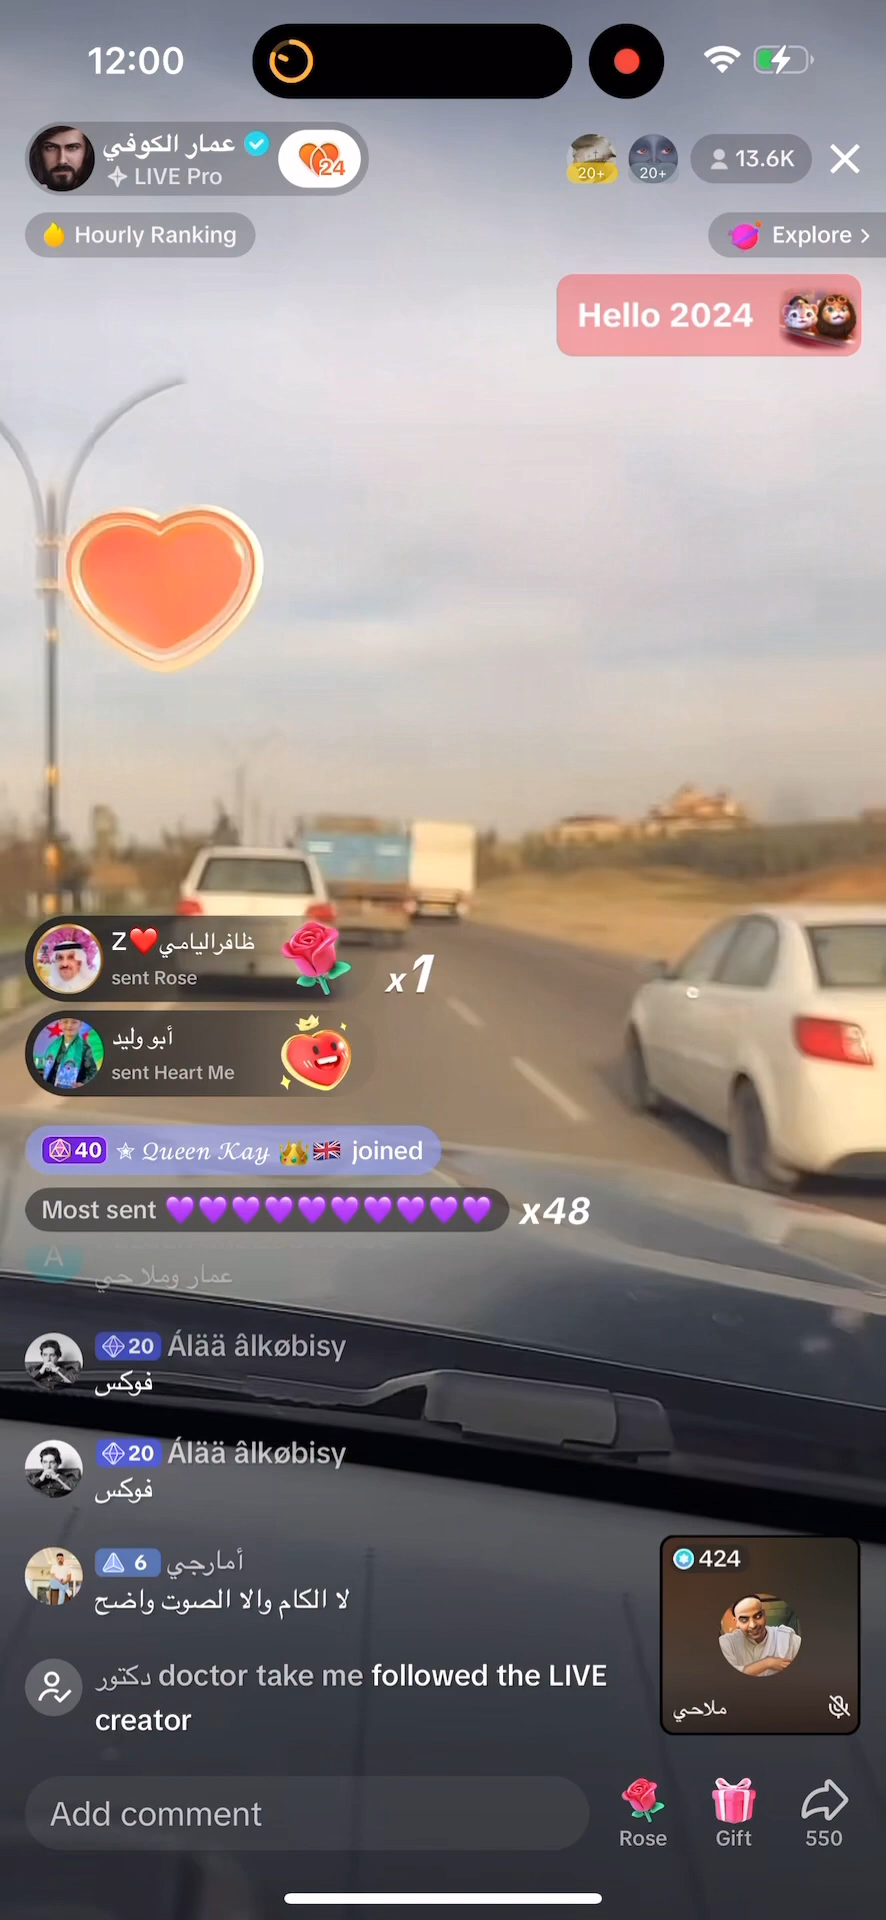 12:00
عمار الكوفي
LIVE Pro
24
20+
20+
13.6K
Hourly Ranking
Explore >
Hello 2024
Z❤️ظافراليامي
sent Rose
x1
أبو وليد
sent Heart Me
40 ✯ 𝓠𝓾𝓮𝓮𝓷 𝓚𝓪𝔂 👑🇬🇧 joined
Most sent 💜💜💜💜💜💜💜💜💜💜 x48
A
عمار وملاحي
20 Álää âlkøbisy
فوكس
20 Álää âlkøbisy
فوكس
6 أمارجي
لا الكام والا الصوت واضح
424
ملاحي
دكتور doctor take me followed the LIVE
creator
Add comment
Rose
Gift
550